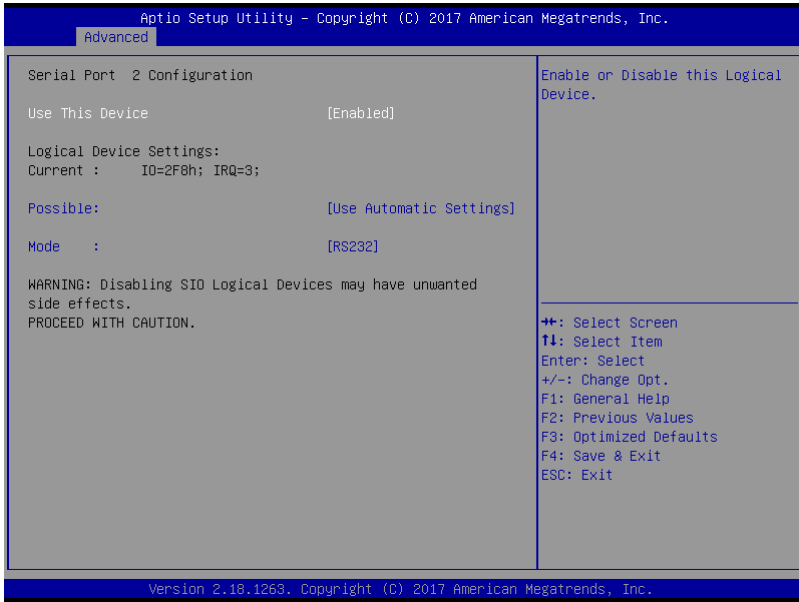 Aptio Setup Utility – Copyright (C) 2017 American Megatrends, Inc.
Advanced
Serial Port 2 Configuration
Use This Device [Enabled]
Logical Device Settings:
Current : IO=2F8h; IRQ=3;
Possible: [Use Automatic Settings]
Mode : [RS232]
WARNING: Disabling SIO Logical Devices may have unwanted
side effects.
PROCEED WITH CAUTION.
Enable or Disable this Logical
Device.
→←: Select Screen
↑↓: Select Item
Enter: Select
+/-: Change Opt.
F1: General Help
F2: Previous Values
F3: Optimized Defaults
F4: Save & Exit
ESC: Exit
Version 2.18.1263. Copyright (C) 2017 American Megatrends, Inc.